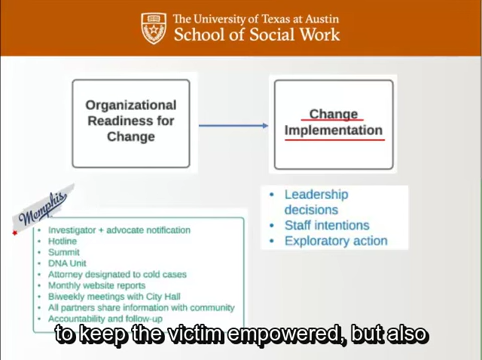 The University of Texas at Austin
School of Social Work
Organizational
Readiness for
Change
Change
Implementation
• Leadership
decisions
• Staff intentions
• Exploratory action
Memphis
• Investigator + advocate notification
• Hotline
• Summit
• DNA Unit
• Attorney designated to cold cases
• Monthly website reports
• Biweekly meetings with City Hall
• All partners share information with community
• Accountability and follow-up
to keep the victim empowered, but also